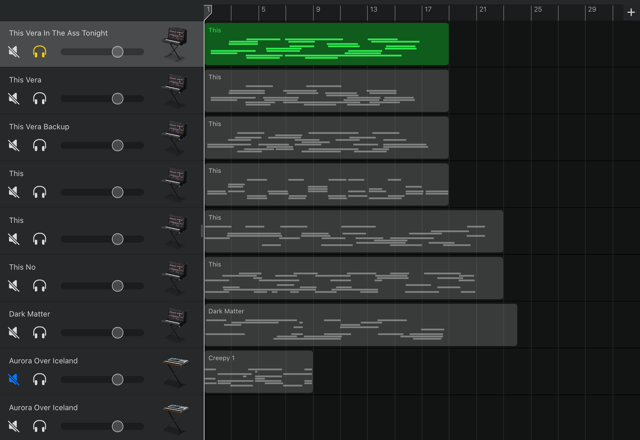 1 5 9 13 17 21 25 29 +
This Vera In The Ass Tonight
This
This Vera
This
This Vera Backup
This
This
This
This
This
This No
This
Dark Matter
Dark Matter
Aurora Over Iceland
Creepy 1
Aurora Over Iceland